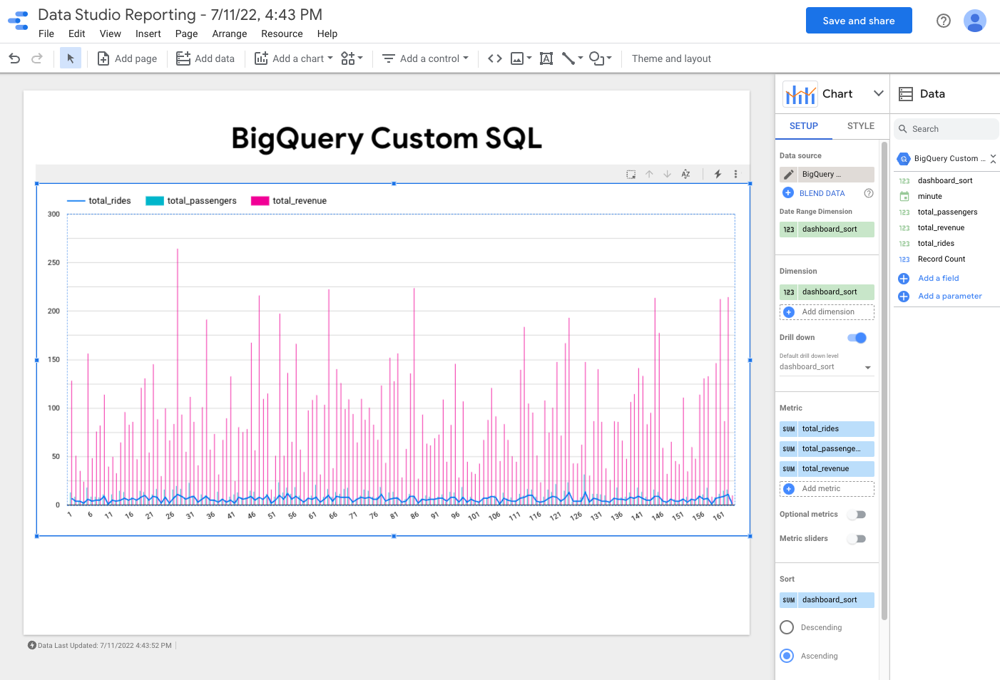 Data Studio Reporting - 7/11/22, 4:43 PM
File Edit View Insert Page Arrange Resource Help
Save and share
Add page Add data Add a chart Add a control Theme and layout
BigQuery Custom SQL
total_rides total_passengers total_revenue
300
250
200
150
100
50
0
1 6 11 16 21 26 31 36 41 46 51 56 61 66 71 76 81 86 91 96 101 106 111 116 121 126 131 136 141 146 151 156 161
Data Last Updated: 7/11/2022 4:43:52 PM
Chart
SETUP STYLE
Data source
BigQuery ...
BLEND DATA
Date Range Dimension
123 dashboard_sort
Dimension
123 dashboard_sort
Add dimension
Drill down
Default drill down level
dashboard_sort
Metric
SUM total_rides
SUM total_passenge...
SUM total_revenue
Add metric
Optional metrics
Metric sliders
Sort
SUM dashboard_sort
Descending
Ascending
Data
Search
BigQuery Custom ...
123 dashboard_sort
minute
123 total_passengers
123 total_revenue
123 total_rides
123 Record Count
Add a field
Add a parameter